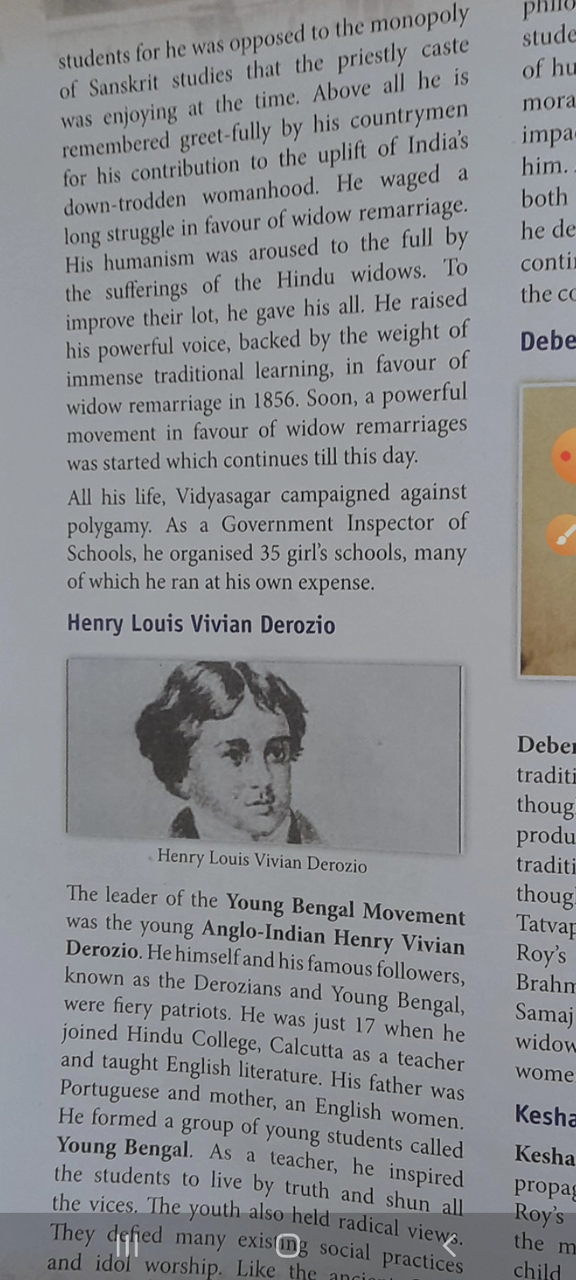 students for he was opposed to the monopoly
of Sanskrit studies that the priestly caste
was enjoying at the time. Above all he is
remembered greet-fully by his countrymen
for his contribution to the uplift of India's
down-trodden womanhood. He waged a
long struggle in favour of widow remarriage.
His humanism was aroused to the full by
the sufferings of the Hindu widows. To
improve their lot, he gave his all. He raised
his powerful voice, backed by the weight of
immense traditional learning, in favour of
widow remarriage in 1856. Soon, a powerful
movement in favour of widow remarriages
was started which continues till this day.
All his life, Vidyasagar campaigned against
polygamy. As a Government Inspector of
Schools, he organised 35 girl's schools, many
of which he ran at his own expense.
Henry Louis Vivian Derozio
Henry Louis Vivian Derozio
The leader of the Young Bengal Movement
was the young Anglo-Indian Henry Vivian
Derozio. He himself and his famous followers,
known as the Derozians and Young Bengal,
were fiery patriots. He was just 17 when he
joined Hindu College, Calcutta as a teacher
and taught English literature. His father was
Portuguese and mother, an English women.
He formed a group of young students called
Young Bengal. As a teacher, he inspired
the students to live by truth and shun all
the vices. The youth also held radical views.
They defied many existing social practices
and idol worship. Like the
philo
stude
of hu
mora
impa
him.
both
he de
conti
the co
Debe
Deber
traditi
thoug
produ
traditi
thoug
Tatvap
Roy's
Brahm
Samaj
widow
wome
Kesha
Kesha
propag
Roy's
the m
child